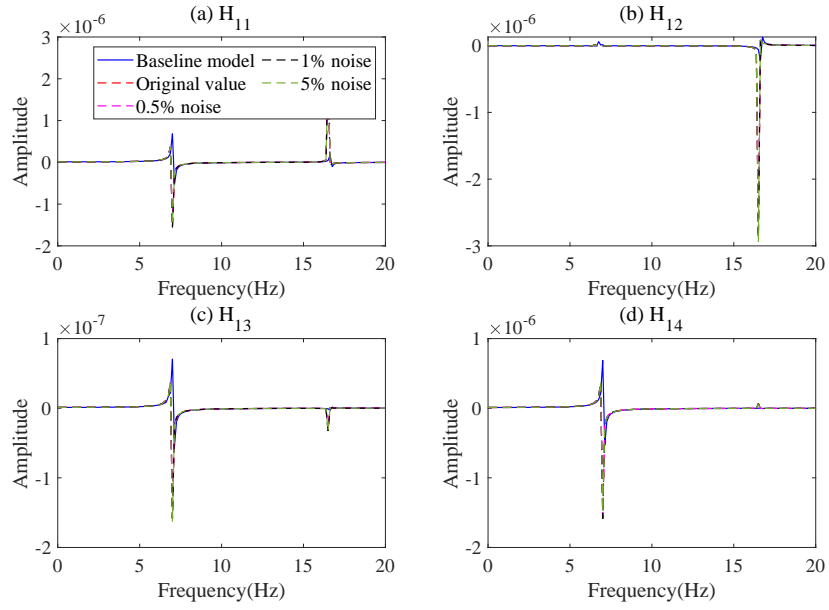 (a) H11
×10-6
3
2
1
0
-1
-2
0 5 10 15 20
Amplitude
Frequency(Hz)
Baseline model
Original value
0.5% noise
1% noise
5% noise
(b) H12
×10-6
0
-1
-2
-3
0 5 10 15 20
Amplitude
Frequency(Hz)
(c) H13
×10-7
1
0
-1
-2
0 5 10 15 20
Amplitude
Frequency(Hz)
(d) H14
×10-6
1
0
-1
-2
0 5 10 15 20
Amplitude
Frequency(Hz)